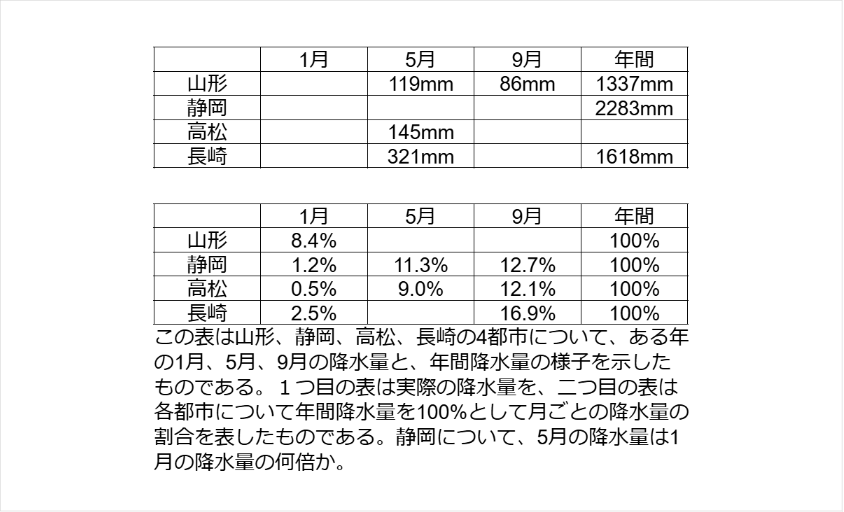 1月 5月 9月 年間
山形 119mm 86mm 1337mm
静岡 2283mm
高松 145mm
長崎 321mm 1618mm
1月 5月 9月 年間
山形 8.4% 100%
静岡 1.2% 11.3% 12.7% 100%
高松 0.5% 9.0% 12.1% 100%
長崎 2.5% 16.9% 100%
この表は山形、静岡、高松、長崎の4都市について、ある年
の1月、5月、9月の降水量と、年間降水量の様子を示した
ものである。１つ目の表は実際の降水量を、二つ目の表は
各都市について年間降水量を100%として月ごとの降水量の
割合を表したものである。静岡について、5月の降水量は1
月の降水量の何倍か。